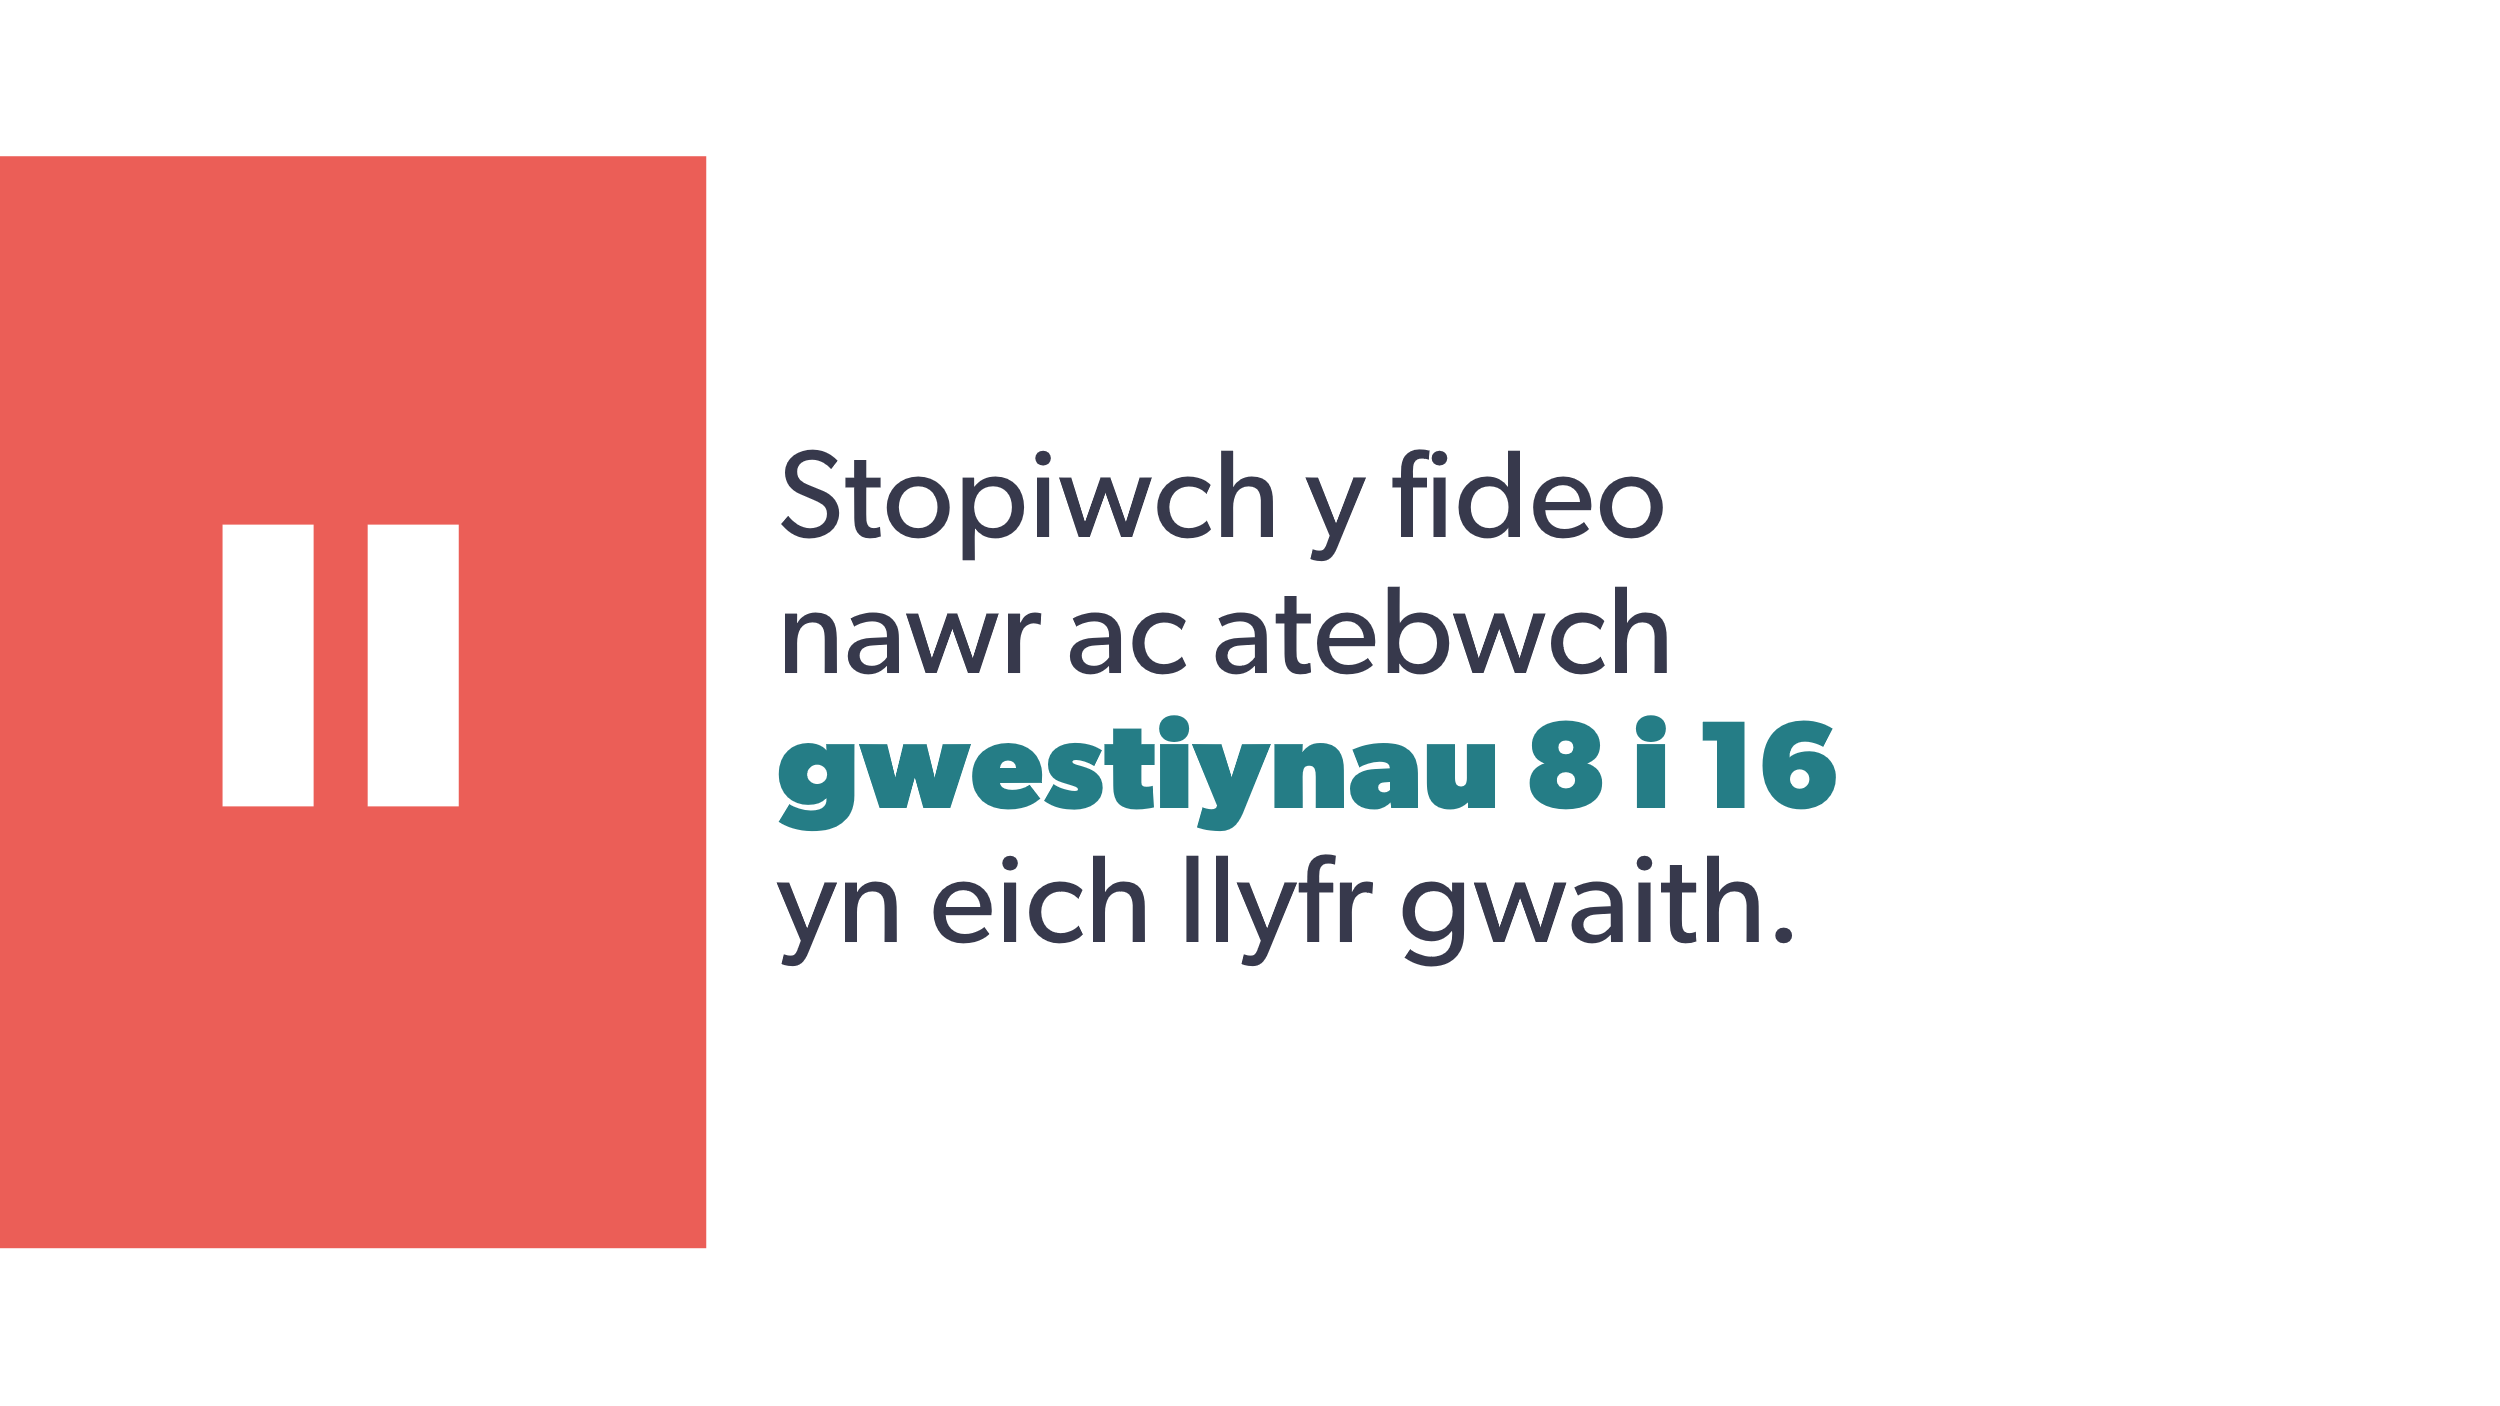 Stopiwch y fideo
nawr ac atebwch
gwestiynau 8 i 16
yn eich llyfr gwaith.